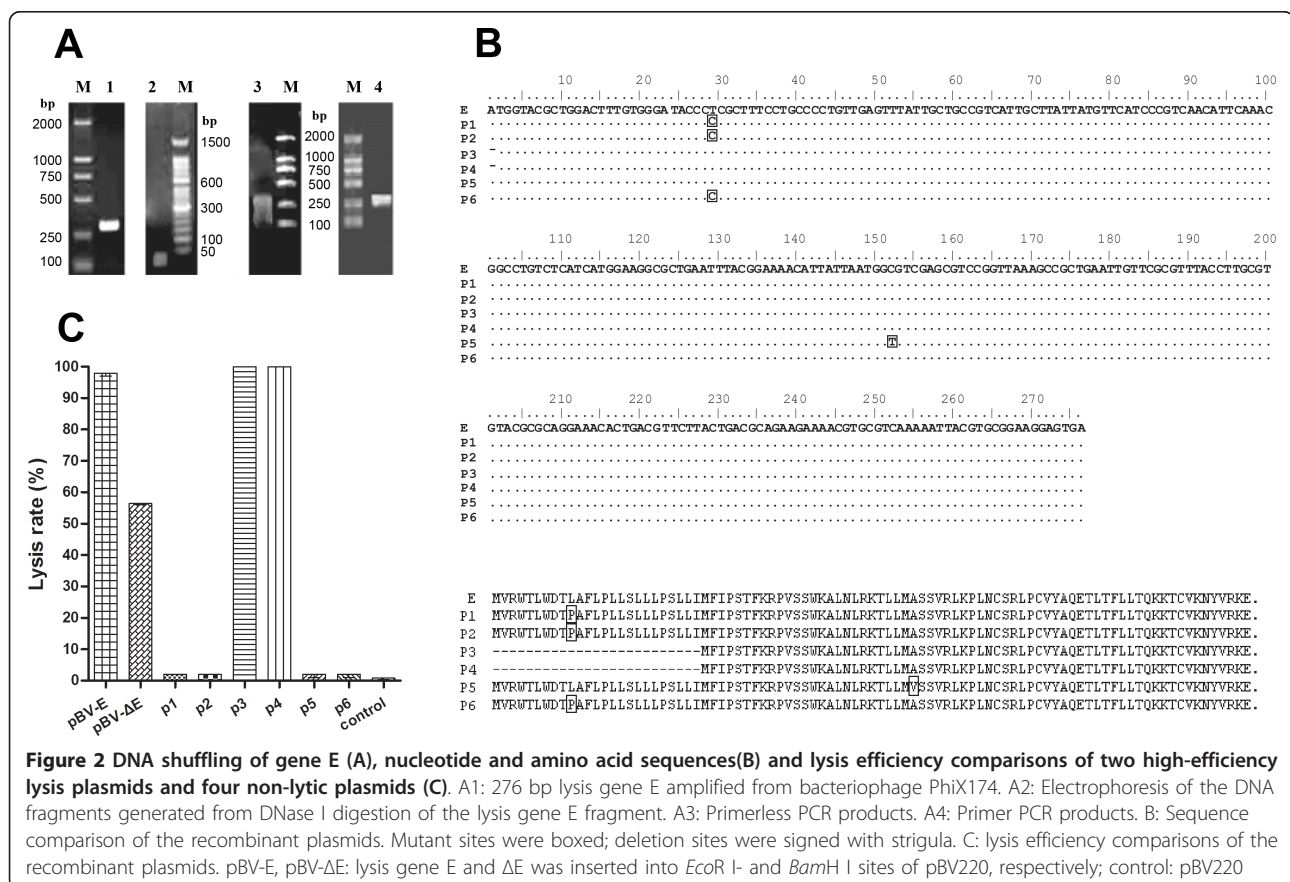 A
M 1 2 M 3 M M 4
bp
2000
1000
750
500
250
100
bp
1500
600
300
100
50
bp
2000
1000
750
500
250
100
B
10 20 30 40 50 60 70 80 90 100
E ATGGTACGCTGGACTTTGTGGGATACCCTCGCTTTCCTGCCCCTGTTGAGTTTATTGCTGCCGTCATTGCTTATTATGTTCATCCCGTCAACATTCAAAC
P1 C
P2 C
P3 -
P4 -
P5
P6 C
110 120 130 140 150 160 170 180 190 200
E GGCCTGTCTCATCATGGAAGGCGCTGAATTTACGGAAAACATTATTAATGGCGTCGAGCGTCCGGTTAAAGCCGCTGAATTGTTCGCGTTTACCTTGCGT
P1
P2
P3
P4
P5 T
P6
210 220 230 240 250 260 270
E GTACGCGCAGGAAACACTGACGTTCTTACTGACGCAGAAGAAAACGTGCGTCAAAAATTACGTGCGGAAGGAGTGA
P1
P2
P3
P4
P5
P6
E MVRWTLWDTLAFLPLLSLLLPSLLIMFIPSTFKRPVSSWKALNLRKTLLMASSVRLKPLNCSRLPCVYAQETLTFLLTQKKTCVKNYVRKE.
P1 MVRWTLWDTPAFLPLLSLLLPSLLIMFIPSTFKRPVSSWKALNLRKTLLMASSVRLKPLNCSRLPCVYAQETLTFLLTQKKTCVKNYVRKE.
P2 MVRWTLWDTPAFLPLLSLLLPSLLIMFIPSTFKRPVSSWKALNLRKTLLMASSVRLKPLNCSRLPCVYAQETLTFLLTQKKTCVKNYVRKE.
P3 -------------------------MFIPSTFKRPVSSWKALNLRKTLLMASSVRLKPLNCSRLPCVYAQETLTFLLTQKKTCVKNYVRKE.
P4 -------------------------MFIPSTFKRPVSSWKALNLRKTLLMASSVRLKPLNCSRLPCVYAQETLTFLLTQKKTCVKNYVRKE.
P5 MVRWTLWDTLAFLPLLSLLLPSLLIMFIPSTFKRPVSSWKALNLRKTLLMVSSVRLKPLNCSRLPCVYAQETLTFLLTQKKTCVKNYVRKE.
P6 MVRWTLWDTPAFLPLLSLLLPSLLIMFIPSTFKRPVSSWKALNLRKTLLMASSVRLKPLNCSRLPCVYAQETLTFLLTQKKTCVKNYVRKE.
C
Lysis rate (%)
100
90
80
70
60
50
40
30
20
10
0
pBV-E pBV-ΔE p1 p2 p3 p4 p5 p6 control
Figure 2 DNA shuffling of gene E (A), nucleotide and amino acid sequences(B) and lysis efficiency comparisons of two high-efficiency
lysis plasmids and four non-lytic plasmids (C). A1: 276 bp lysis gene E amplified from bacteriophage PhiX174. A2: Electrophoresis of the DNA
fragments generated from DNase I digestion of the lysis gene E fragment. A3: Primerless PCR products. A4: Primer PCR products. B: Sequence
comparison of the recombinant plasmids. Mutant sites were boxed; deletion sites were signed with strigula. C: lysis efficiency comparisons of the
recombinant plasmids. pBV-E, pBV-ΔE: lysis gene E and ΔE was inserted into EcoR I- and BamH I sites of pBV220, respectively; control: pBV220